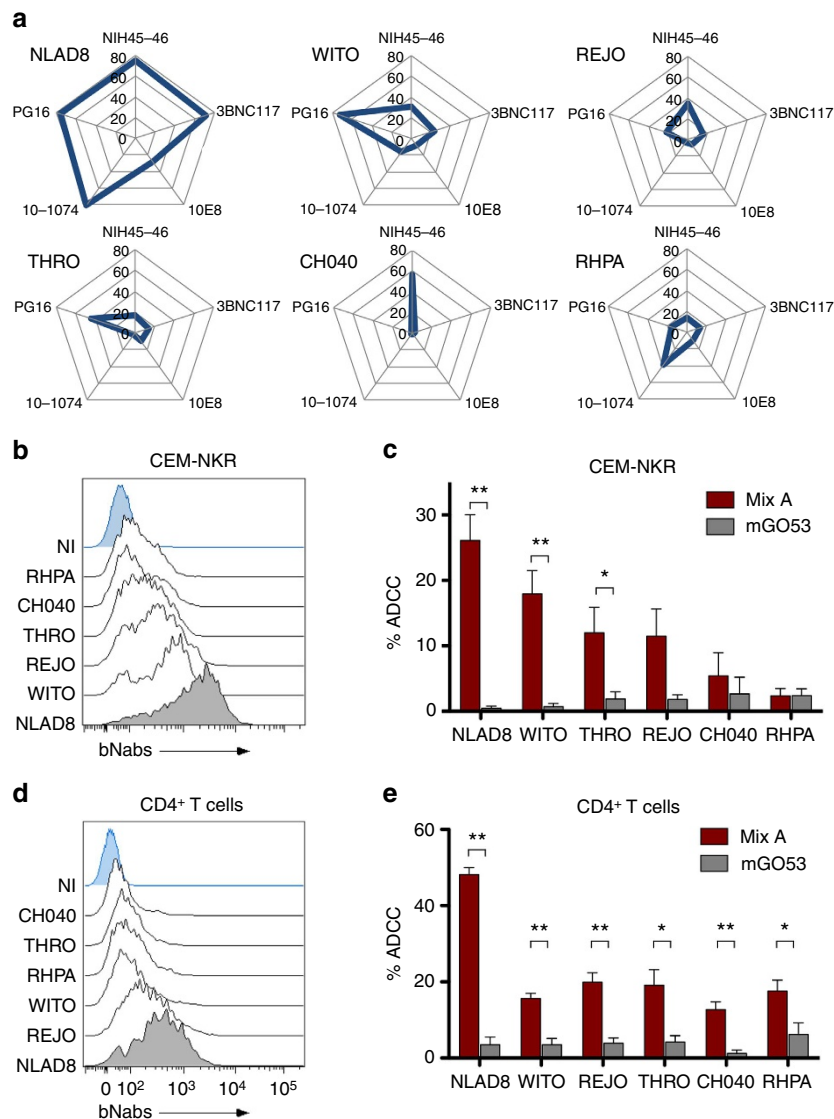 a
NLAD8
NIH45–46
80
60
40
20
0
PG16
3BNC117
10–1074
10E8
WITO
NIH45–46
80
60
40
20
0
PG16
3BNC117
10–1074
10E8
REJO
NIH45–46
80
60
40
20
0
PG16
3BNC117
10–1074
10E8
THRO
NIH45–46
80
60
40
20
0
PG16
3BNC117
10–1074
10E8
CH040
NIH45–46
80
60
40
20
0
PG16
3BNC117
10–1074
10E8
RHPA
NIH45–46
80
60
40
20
0
PG16
3BNC117
10–1074
10E8
b
CEM-NKR
NI
RHPA
CH040
THRO
REJO
WITO
NLAD8
bNabs
c
CEM-NKR
Mix A
mGO53
% ADCC
30
20
10
0
**
**
*
NLAD8 WITO THRO REJO CH040 RHPA
d
CD4+ T cells
NI
CH040
THRO
RHPA
WITO
REJO
NLAD8
0 10² 10³ 10⁴ 10⁵
bNabs
e
CD4+ T cells
Mix A
mGO53
% ADCC
60
40
20
0
**
**
**
*
**
*
NLAD8 WITO REJO THRO CH040 RHPA